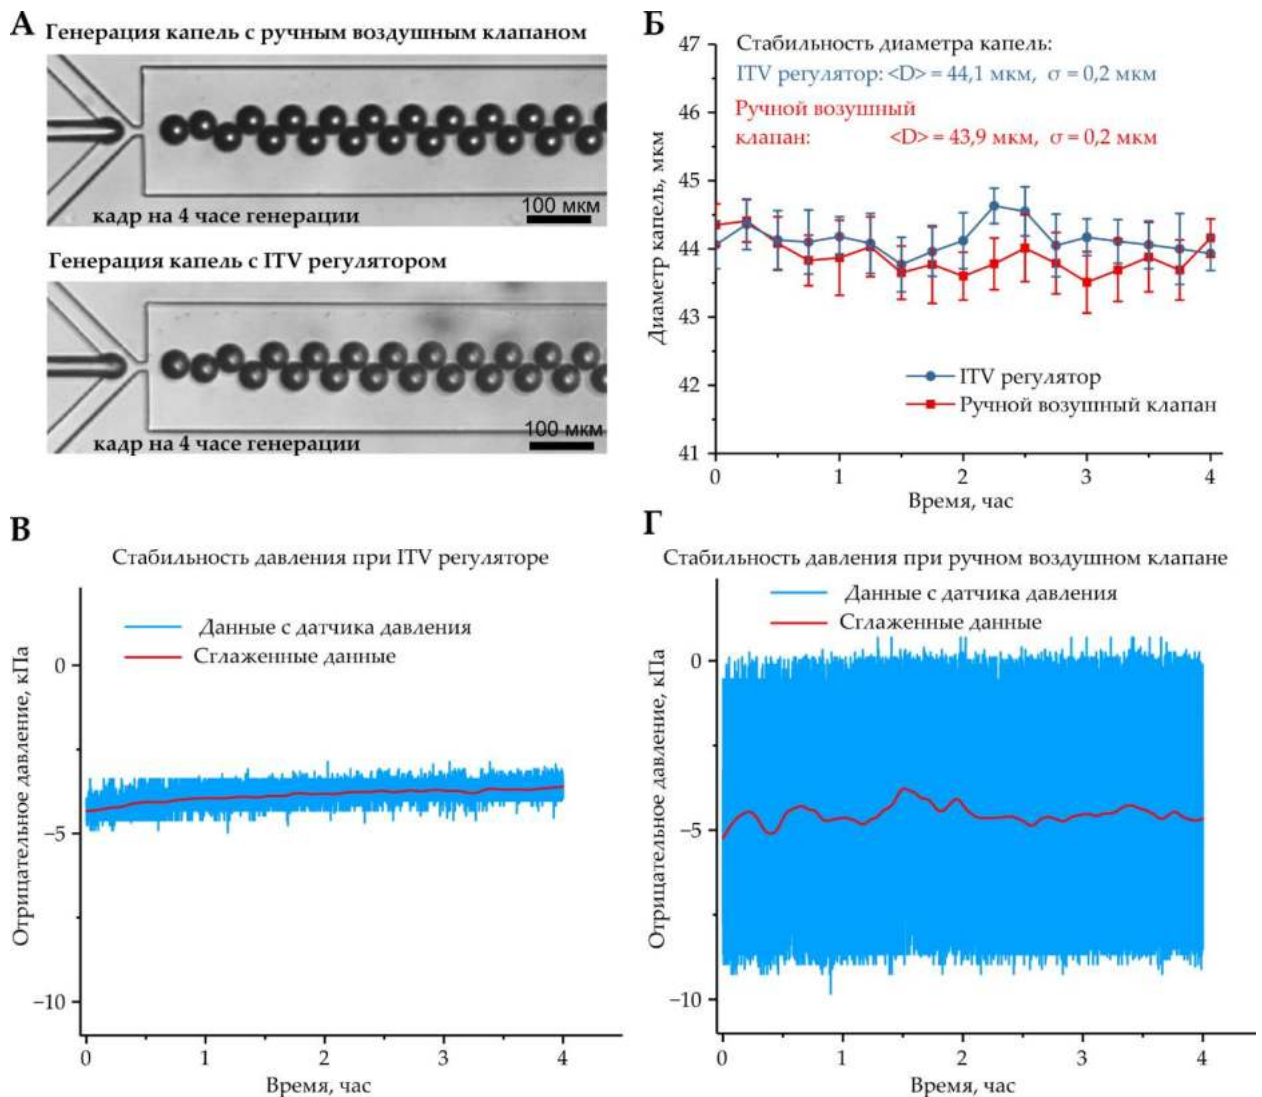 А
Генерация капель с ручным воздушным клапаном
кадр на 4 часе генерации
100 мкм
Генерация капель с ITV регулятором
кадр на 4 часе генерации
100 мкм
Б
Стабильность диаметра капель:
ITV регулятор: <D> = 44,1 мкм, σ = 0,2 мкм
Ручной возушный
клапан: <D> = 43,9 мкм, σ = 0,2 мкм
Диаметр капель, мкм
47
46
45
44
43
42
41
ITV регулятор
Ручной возушный клапан
0 1 2 3 4
Время, час
В
Стабильность давления при ITV регуляторе
Данные с датчика давления
Сглаженные данные
Отрицательное давление, кПа
0
−5
−10
0 1 2 3 4
Время, час
Г
Стабильность давления при ручном воздушном клапане
Данные с датчика давления
Сглаженные данные
Отрицательное давление, кПа
0
−5
−10
0 1 2 3 4
Время, час